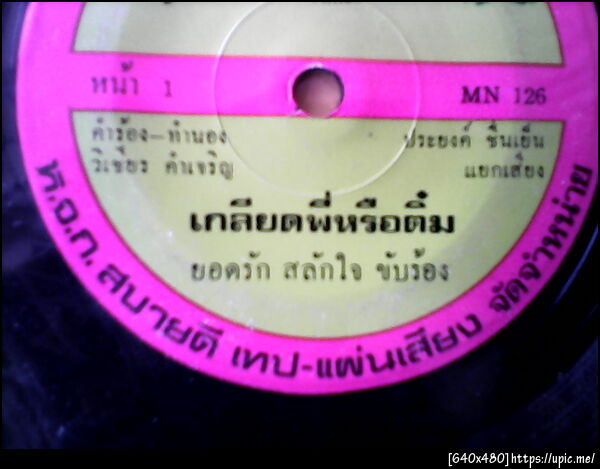 หน้า 1
MN 126
คำร้อง–ทำนอง
วิเชียร คำเจริญ
ประยงค์ ชื่นเย็น
แยกเสียง
เกลียดพี่หรือติ๋ม
ยอดรัก สลักใจ ขับร้อง
ห.จ.ก. สบายดี เทป-แผ่นเสียง จัดจำหน่าย
[640x480]https://upic.me/